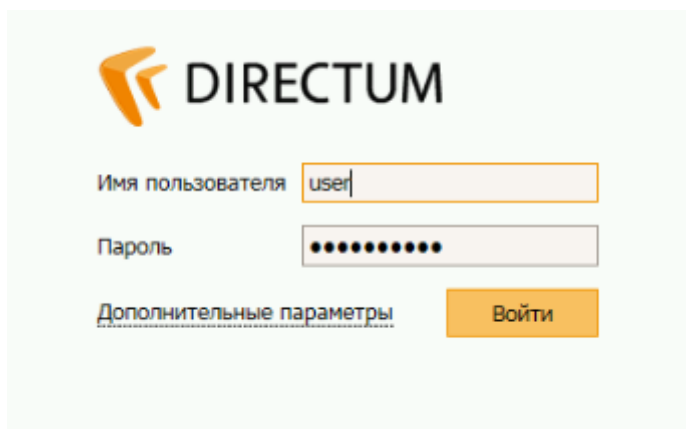 DIRECTUM
Имя пользователя user
Пароль ••••••••••
Дополнительные параметры Войти